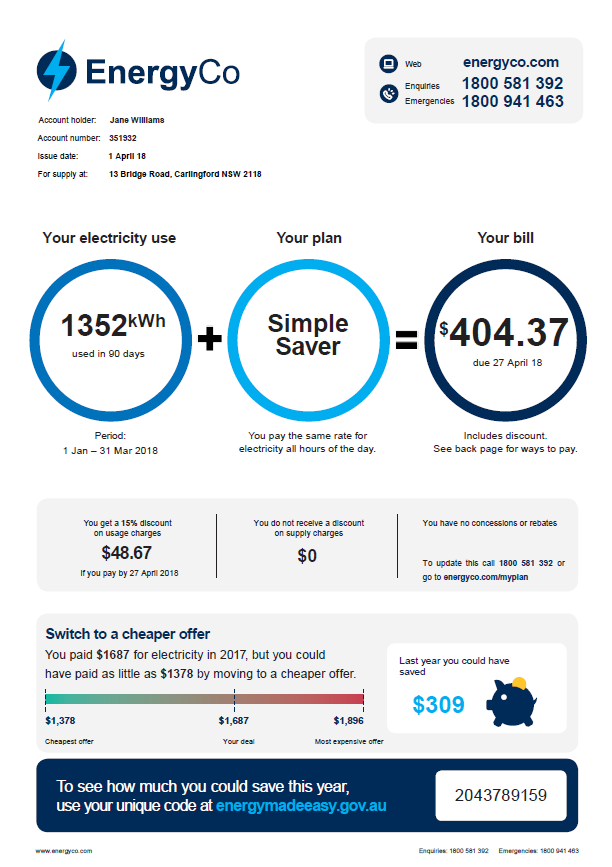 EnergyCo
Web energyco.com
Enquiries 1800 581 392
Emergencies 1800 941 463
Account holder: Jane Williams
Account number: 351932
Issue date: 1 April 18
For supply at: 13 Bridge Road, Carlingford NSW 2118
Your electricity use
1352kWh
used in 90 days
Period:
1 Jan – 31 Mar 2018
+
Your plan
Simple
Saver
You pay the same rate for
electricity all hours of the day.
=
Your bill
$404.37
due 27 April 18
Includes discount.
See back page for ways to pay.
You get a 15% discount
on usage charges
$48.67
if you pay by 27 April 2018
You do not receive a discount
on supply charges
$0
You have no concessions or rebates
To update this call 1800 581 392 or
go to energyco.com/myplan
Switch to a cheaper offer
You paid $1687 for electricity in 2017, but you could
have paid as little as $1378 by moving to a cheaper offer.
$1,378 $1,687 $1,896
Cheapest offer Your deal Most expensive offer
Last year you could have
saved
$309
To see how much you could save this year,
use your unique code at energymadeeasy.gov.au
2043789159
www.energyco.com Enquiries: 1800 581 392 Emergencies: 1800 941 463